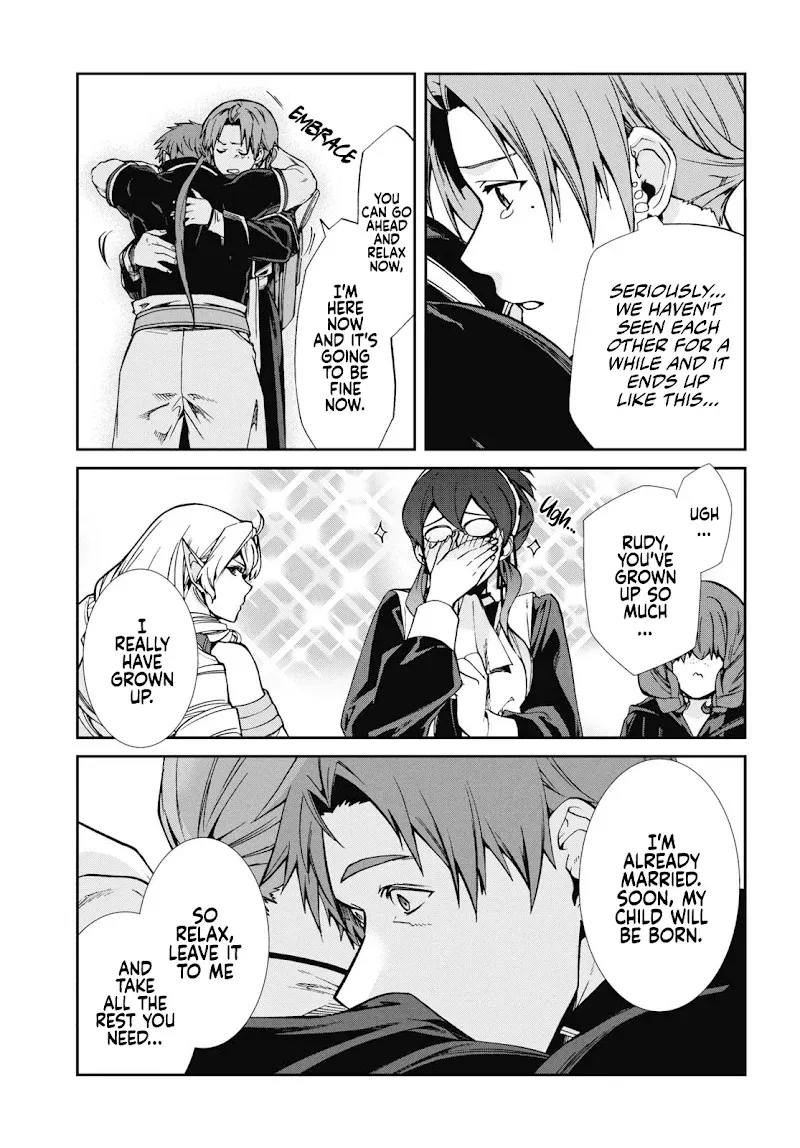 SERIOUSLY...
WE HAVEN'T
SEEN EACH
OTHER FOR A
WHILE AND IT
ENDS UP
LIKE THIS...
EMBRACE
YOU
CAN GO
AHEAD
AND
RELAX
NOW,
I'M
HERE
NOW
AND IT'S
GOING
TO BE
FINE
NOW.
UGH
...
RUDY,
YOU'VE
GROWN
UP SO
MUCH
...
Ugh...
I
REALLY
HAVE
GROWN
UP.
I'M
ALREADY
MARRIED.
SOON, MY
CHILD WILL
BE BORN.
SO
RELAX,
LEAVE IT
TO ME
AND
TAKE
ALL THE
REST YOU
NEED...